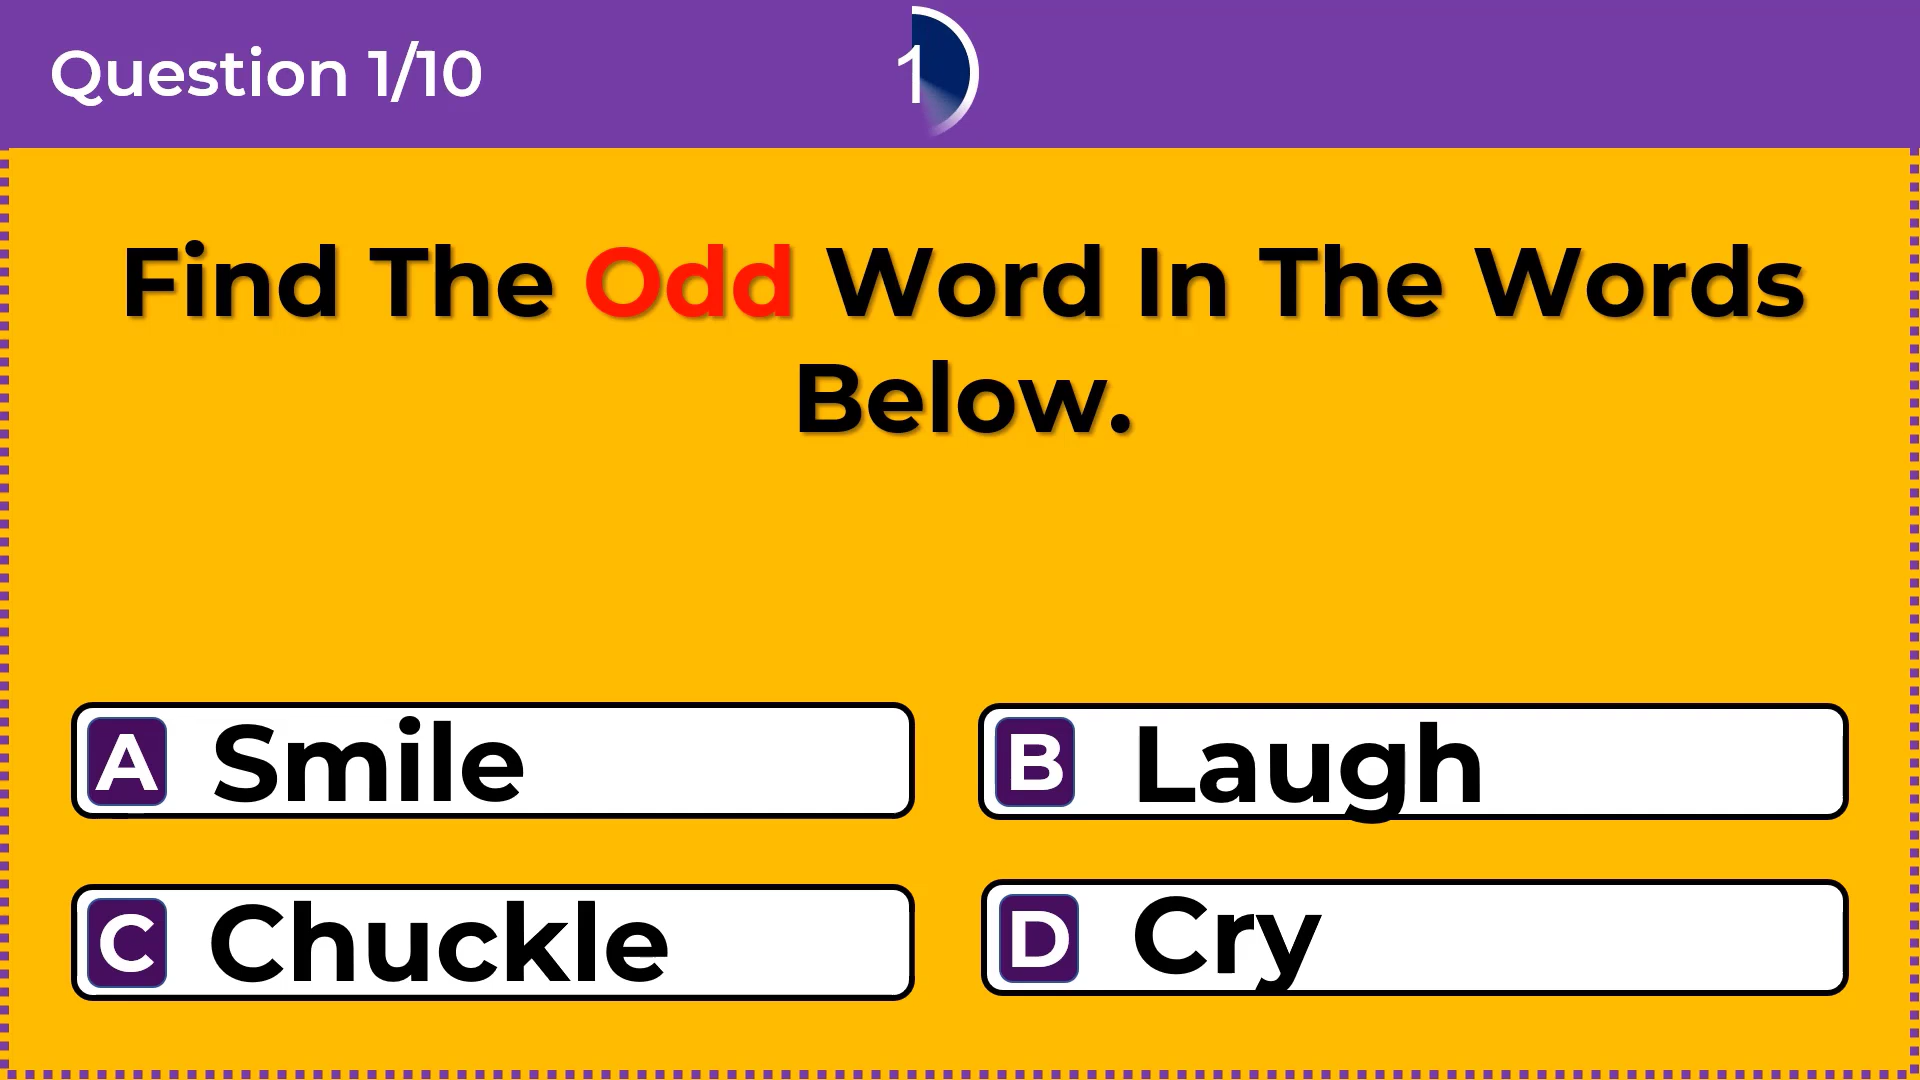 Question 1/10
1
Find The Odd Word In The Words
Below.
A Smile
B Laugh
C Chuckle
D Cry